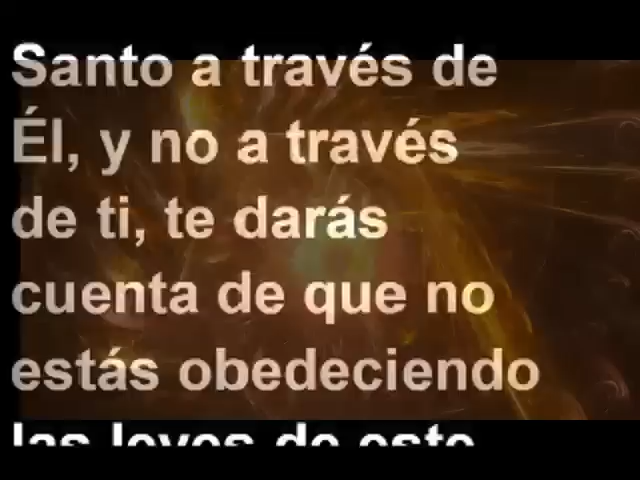 Santo a través de
Él, y no a través
de ti, te darás
cuenta de que no
estás obedeciendo
las leyes de este